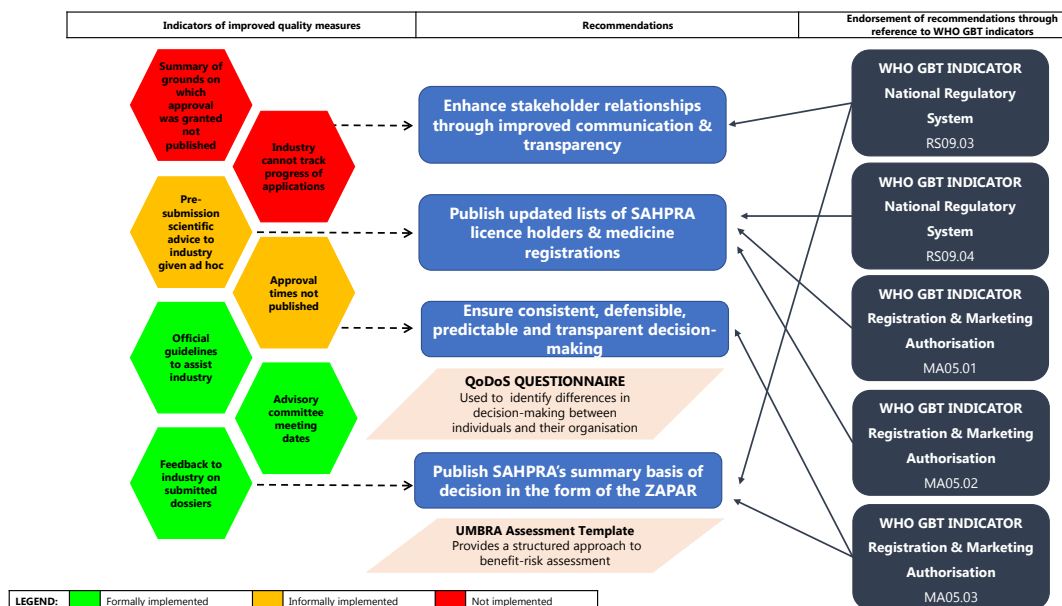 Indicators of improved quality measures
Recommendations
Endorsement of recommendations through
reference to WHO GBT indicators
Summary of
grounds on
which
approval
was granted
not
published
Industry
cannot track
progress of
applications
Pre-
submission
scientific
advice to
industry
given ad hoc
Approval
times not
published
Official
guidelines
to assist
industry
Advisory
committee
meeting
dates
Feedback to
industry on
submitted
dossiers
Enhance stakeholder relationships
through improved communication &
transparency
Publish updated lists of SAHPRA
licence holders & medicine
registrations
Ensure consistent, defensible,
predictable and transparent decision-
making
QoDoS QUESTIONNAIRE
Used to identify differences in
decision-making between
individuals and their organisation
Publish SAHPRA’s summary basis of
decision in the form of the ZAPAR
UMBRA Assessment Template
Provides a structured approach to
benefit-risk assessment
WHO GBT INDICATOR
National Regulatory
System
RS09.03
WHO GBT INDICATOR
National Regulatory
System
RS09.04
WHO GBT INDICATOR
Registration & Marketing
Authorisation
MA05.01
WHO GBT INDICATOR
Registration & Marketing
Authorisation
MA05.02
WHO GBT INDICATOR
Registration & Marketing
Authorisation
MA05.03
LEGEND:
Formally implemented
Informally implemented
Not implemented